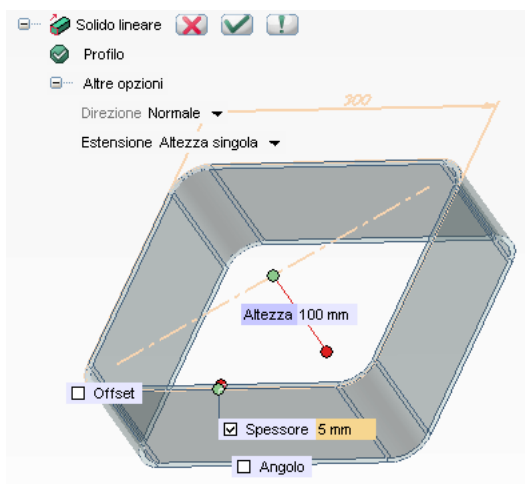 Solido lineare
Profilo
Altre opzioni
Direzione Normale
300
Estensione Altezza singola
Altezza 100 mm
Offset
Spessore 5 mm
Angolo